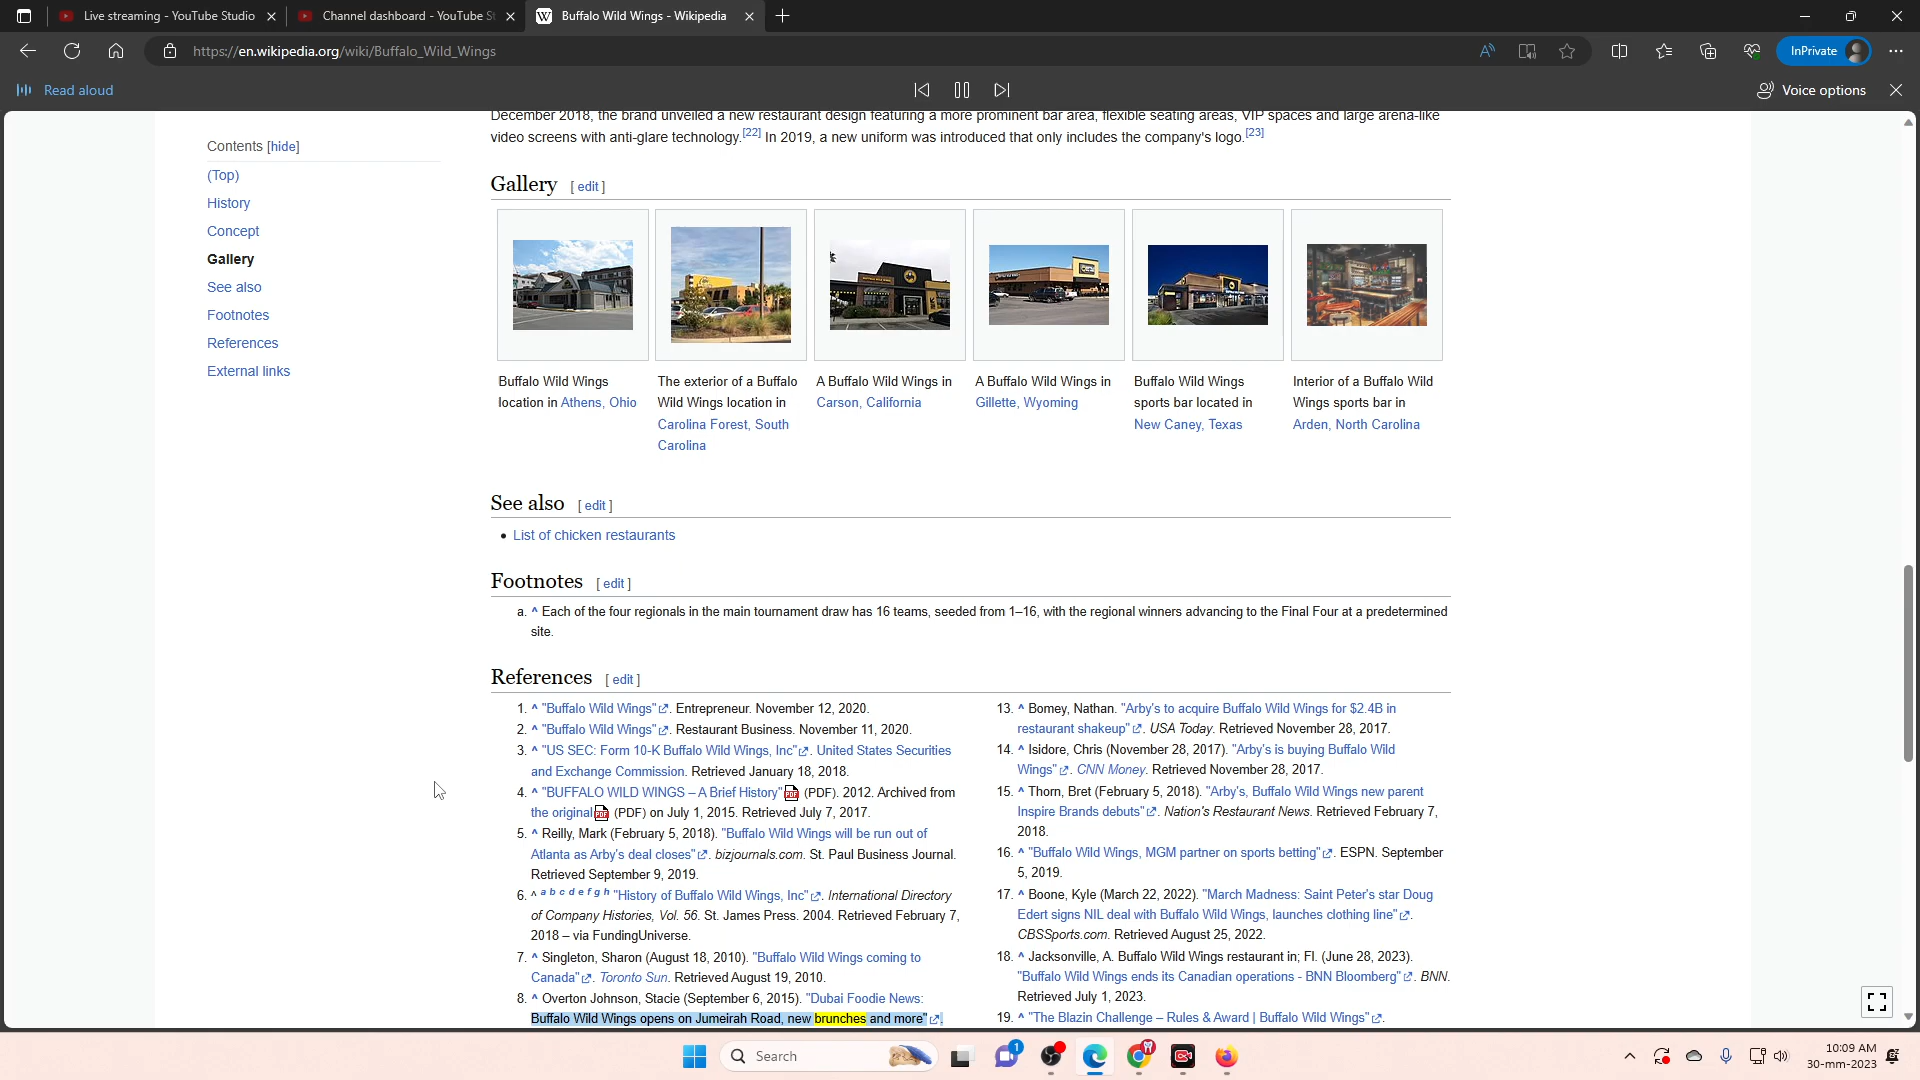 Live streaming - YouTube Studio
Channel dashboard - YouTube St
Buffalo Wild Wings - Wikipedia
https://en.wikipedia.org/wiki/Buffalo_Wild_Wings
InPrivate
Read aloud
Voice options
Contents [hide]
(Top)
History
Concept
Gallery
See also
Footnotes
References
External links
December 2018, the brand unveiled a new restaurant design featuring a more prominent bar area, flexible seating areas, VIP spaces and large arena-like
video screens with anti-glare technology.[22] In 2019, a new uniform was introduced that only includes the company's logo.[23]
Gallery [ edit ]
Buffalo Wild Wings
location in Athens, Ohio
The exterior of a Buffalo
Wild Wings location in
Carolina Forest, South
Carolina
A Buffalo Wild Wings in
Carson, California
A Buffalo Wild Wings in
Gillette, Wyoming
Buffalo Wild Wings
sports bar located in
New Caney, Texas
Interior of a Buffalo Wild
Wings sports bar in
Arden, North Carolina
See also [ edit ]
• List of chicken restaurants
Footnotes [ edit ]
a. ^ Each of the four regionals in the main tournament draw has 16 teams, seeded from 1–16, with the regional winners advancing to the Final Four at a predetermined
site.
References [ edit ]
1. ^ "Buffalo Wild Wings". Entrepreneur. November 12, 2020.
2. ^ "Buffalo Wild Wings". Restaurant Business. November 11, 2020.
3. ^ "US SEC: Form 10-K Buffalo Wild Wings, Inc". United States Securities
and Exchange Commission. Retrieved January 18, 2018.
4. ^ "BUFFALO WILD WINGS – A Brief History" (PDF). 2012. Archived from
the original (PDF) on July 1, 2015. Retrieved July 7, 2017.
5. ^ Reilly, Mark (February 5, 2018). "Buffalo Wild Wings will be run out of
Atlanta as Arby's deal closes". bizjournals.com. St. Paul Business Journal.
Retrieved September 9, 2019.
6. ^ a b c d e f g h "History of Buffalo Wild Wings, Inc". International Directory
of Company Histories, Vol. 56. St. James Press. 2004. Retrieved February 7,
2018 – via FundingUniverse.
7. ^ Singleton, Sharon (August 18, 2010). "Buffalo Wild Wings coming to
Canada". Toronto Sun. Retrieved August 19, 2010.
8. ^ Overton Johnson, Stacie (September 6, 2015). "Dubai Foodie News:
Buffalo Wild Wings opens on Jumeirah Road, new brunches and more".
13. ^ Bomey, Nathan. "Arby's to acquire Buffalo Wild Wings for $2.4B in
restaurant shakeup". USA Today. Retrieved November 28, 2017.
14. ^ Isidore, Chris (November 28, 2017). "Arby's is buying Buffalo Wild
Wings". CNN Money. Retrieved November 28, 2017.
15. ^ Thorn, Bret (February 5, 2018). "Arby's, Buffalo Wild Wings new parent
Inspire Brands debuts". Nation's Restaurant News. Retrieved February 7,
2018.
16. ^ "Buffalo Wild Wings, MGM partner on sports betting". ESPN. September
5, 2019.
17. ^ Boone, Kyle (March 22, 2022). "March Madness: Saint Peter's star Doug
Edert signs NIL deal with Buffalo Wild Wings, launches clothing line".
CBSSports.com. Retrieved August 25, 2022.
18. ^ Jacksonville, A. Buffalo Wild Wings restaurant in; Fl. (June 28, 2023).
"Buffalo Wild Wings ends its Canadian operations - BNN Bloomberg". BNN.
Retrieved July 1, 2023.
19. ^ "The Blazin Challenge – Rules & Award | Buffalo Wild Wings".
Search
1
10:09 AM
30-mm-2023